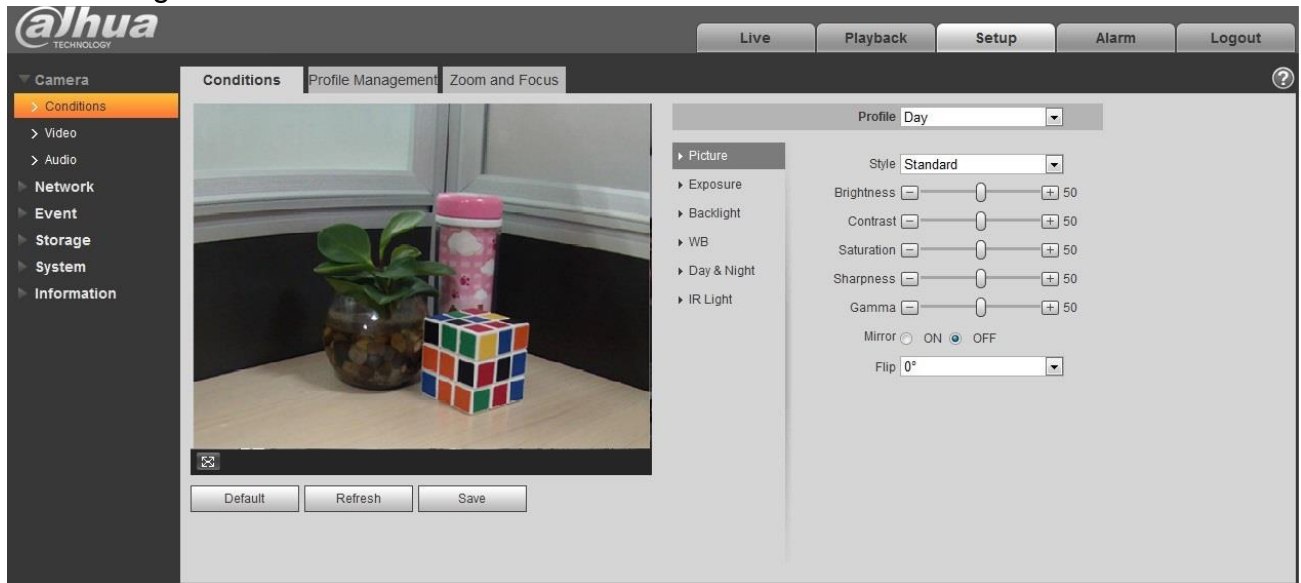 alhua
TECHNOLOGY
Live
Playback
Setup
Alarm
Logout
Camera
Conditions
Video
Audio
Network
Event
Storage
System
Information
Conditions
Profile Management
Zoom and Focus
?
Profile Day
Picture
Exposure
Backlight
WB
Day & Night
IR Light
Style Standard
Brightness 50
Contrast 50
Saturation 50
Sharpness 50
Gamma 50
Mirror ON OFF
Flip 0°
Default
Refresh
Save